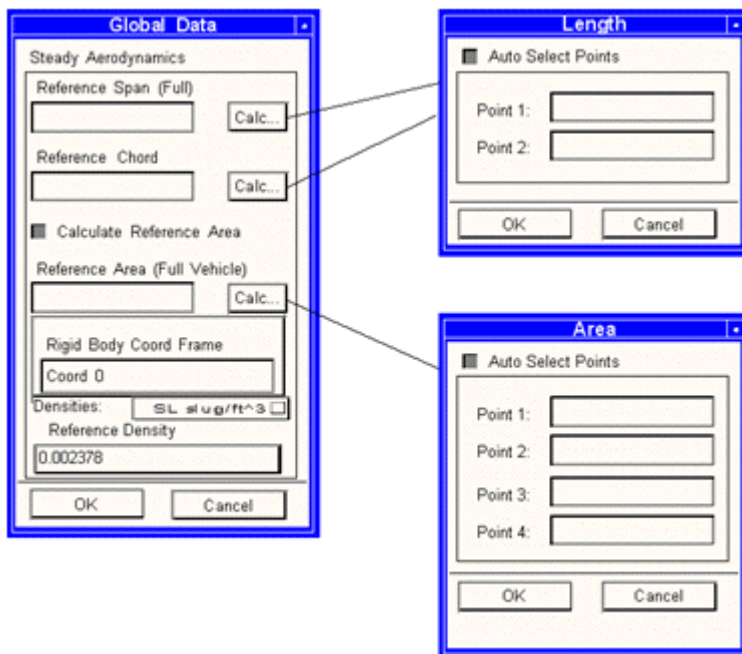 Global Data
Steady Aerodynamics
Reference Span (Full)
Calc...
Reference Chord
Calc...
Calculate Reference Area
Reference Area (Full Vehicle)
Calc...
Rigid Body Coord Frame
Coord 0
Densities: SL slug/ft^3
Reference Density
0.002378
OK Cancel
Length
Auto Select Points
Point 1:
Point 2:
OK Cancel
Area
Auto Select Points
Point 1:
Point 2:
Point 3:
Point 4:
OK Cancel